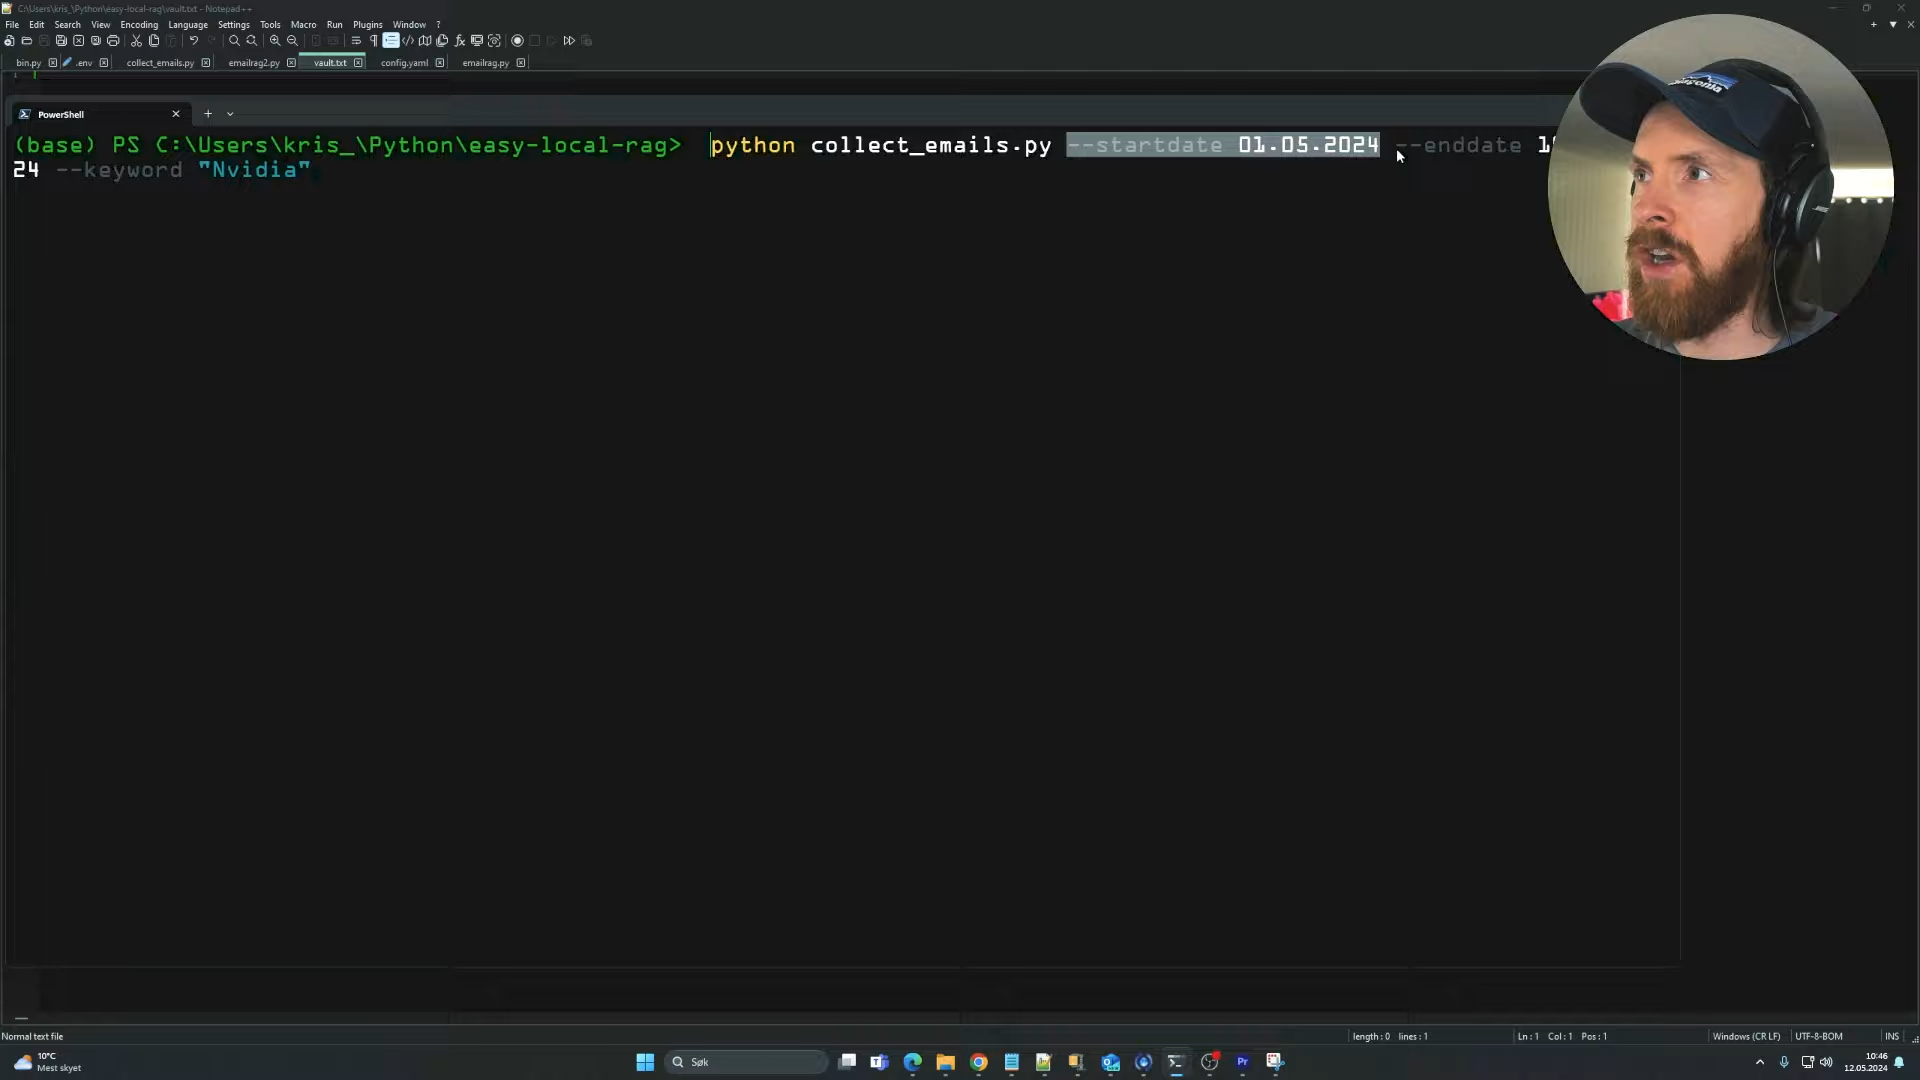 C:\Users\kris_\Python\easy-local-rag\vault.txt - Notepad++
File Edit Search View Encoding Language Settings Tools Macro Run Plugins Window ?
bin.py .env collect_emails.py emailrag2.py vault.txt config.yaml emailrag.py
PowerShell
(base) PS C:\Users\kris_\Python\easy-local-rag> python collect_emails.py --startdate 01.05.2024 --enddate
24 --keyword "Nvidia"
Normal text file length : 0 lines : 1 Ln : 1 Col : 1 Pos : 1 Windows (CR LF) UTF-8-BOM INS
10°C
Mest skyet
Søk
10:46
12.05.2024